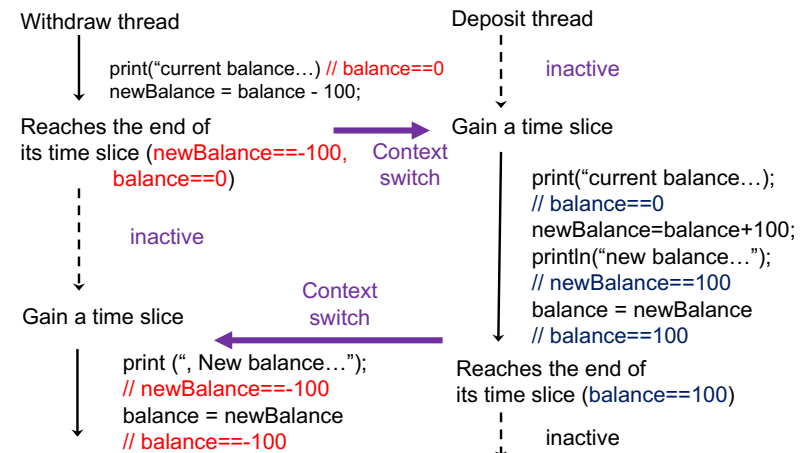 Withdraw thread
print(“current balance…) // balance==0
newBalance = balance - 100;
Reaches the end of
its time slice (newBalance==-100,
balance==0)
inactive
Gain a time slice
print (“, New balance…”);
// newBalance==-100
balance = newBalance
// balance==-100
Context
switch
Context
switch
Deposit thread
inactive
Gain a time slice
print(“current balance…);
// balance==0
newBalance=balance+100;
println(“new balance…”);
// newBalance==100
balance = newBalance
// balance==100
Reaches the end of
its time slice (balance==100)
inactive